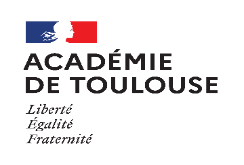 ACADÉMIE
DE TOULOUSE
Liberté
Égalité
Fraternité